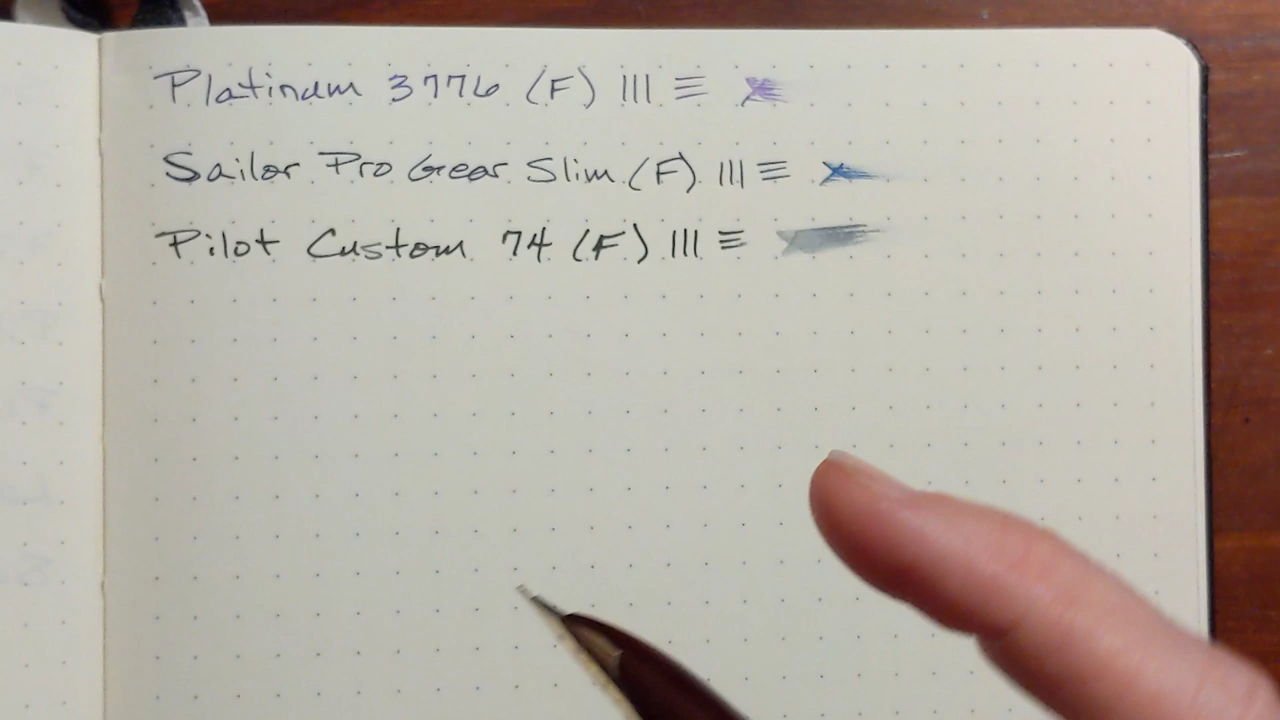 Platinum 3776 (F) ||| ≡
Sailor Pro Gear Slim (F) ||| ≡
Pilot Custom 74 (F) ||| ≡